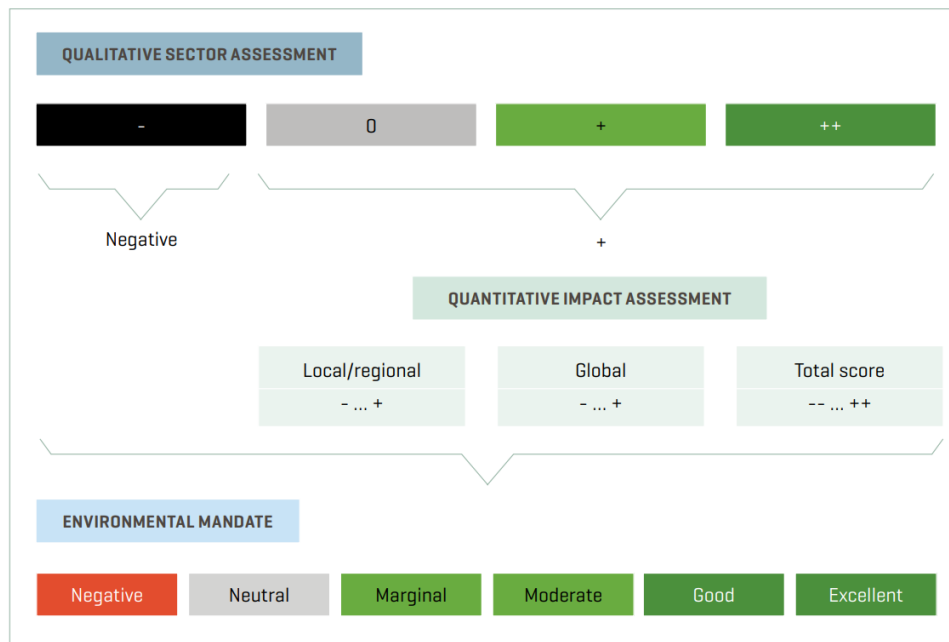 QUALITATIVE SECTOR ASSESSMENT
- 0 + ++
Negative +
QUANTITATIVE IMPACT ASSESSMENT
Local/regional Global Total score
- ... + - ... + -- ... ++
ENVIRONMENTAL MANDATE
Negative Neutral Marginal Moderate Good Excellent